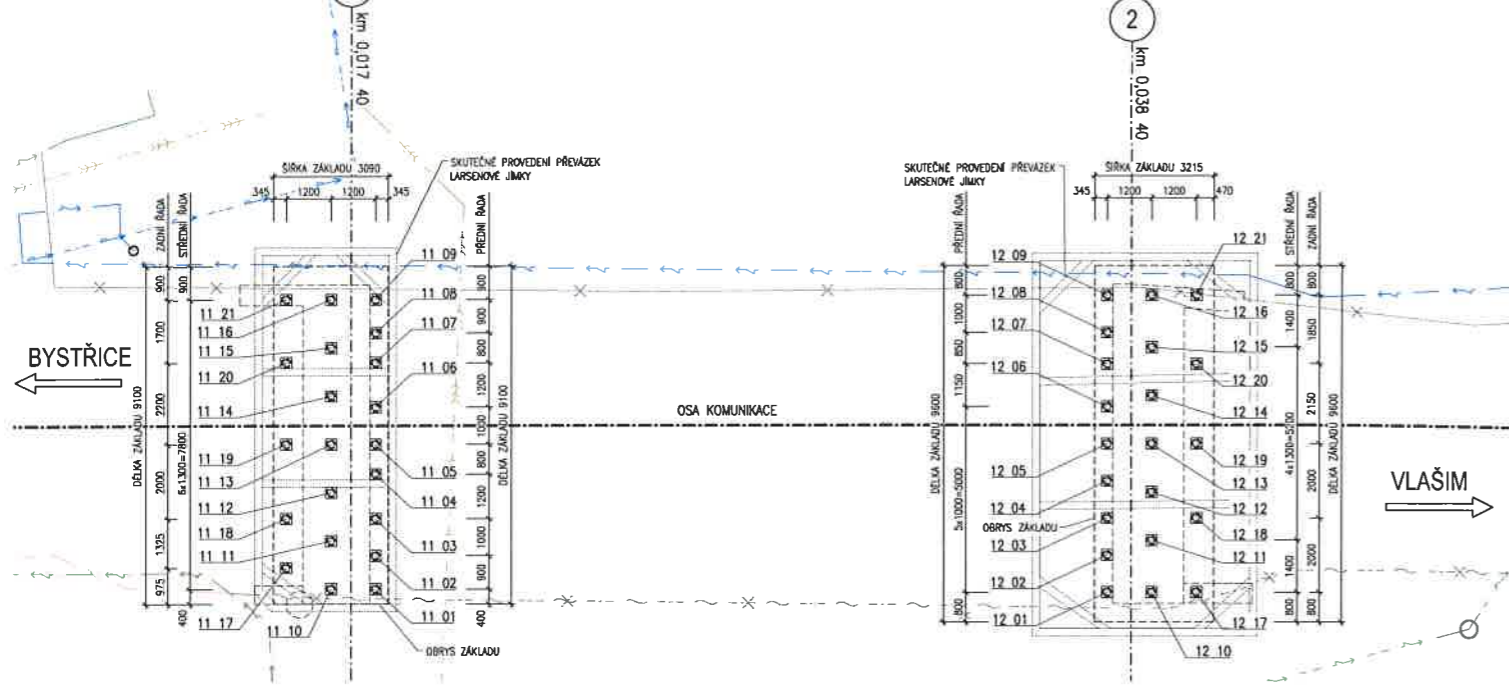 km 0,017 40
2
km 0,038 40
ŠÍŘKA ZÁKLADU 3090
345 1200 1200 345
SKUTEČNÉ PROVEDENÍ PŘEVÁZEK
LARSENOVÉ JÍMKY
ZADNÍ ŘADA
STŘEDNÍ ŘADA
PŘEDNÍ ŘADA
DÉLKA ZÁKLADU 9100
900
1700
2200
2000
1325
975
900
6x1300=7800
400
11 21
11 16
11 15
11 20
11 14
11 19
11 13
11 12
11 18
11 11
11 17
11 10
11 09
11 08
11 07
11 06
11 05
11 04
11 03
11 02
11 01
OBRYS ZÁKLADU
900
900
800
1200
1000
800
1200
1000
900
400
DÉLKA ZÁKLADU 9100
BYSTŘICE
OSA KOMUNIKACE
VLAŠIM
SKUTEČNÉ PROVEDENÍ PŘEVÁZEK
LARSENOVÉ JÍMKY
ŠÍŘKA ZÁKLADU 3215
345 1200 1200 470
PŘEDNÍ ŘADA
DÉLKA ZÁKLADU 9600
800
1000
850
1150
5x1000=5000
800
12 09
12 08
12 07
12 06
12 05
12 04
OBRYS ZÁKLADU
12 03
12 02
12 01
12 21
12 16
12 15
12 20
12 14
12 19
12 13
12 12
12 18
12 11
12 17
12 10
STŘEDNÍ ŘADA
ZADNÍ ŘADA
800
1400
4x1300=5200
1400
800
800
1850
2150
2000
2000
800
DÉLKA ZÁKLADU 9600